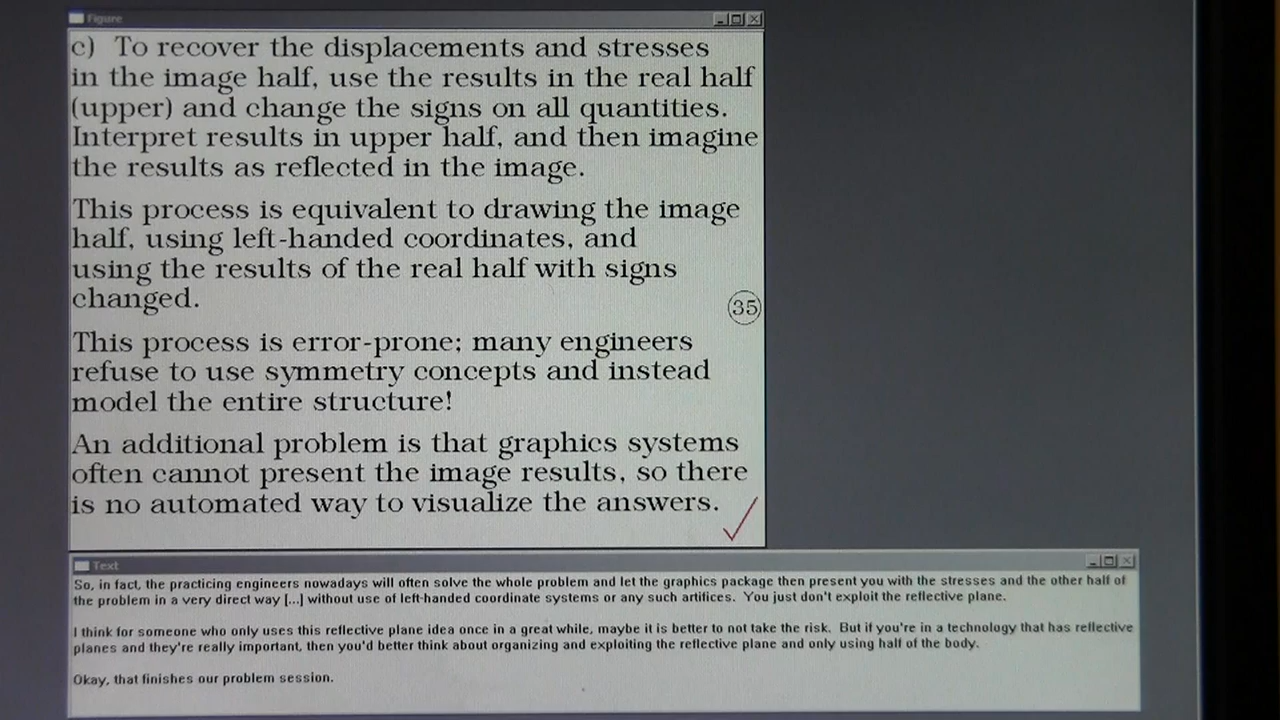 Figure
c) To recover the displacements and stresses
in the image half, use the results in the real half
(upper) and change the signs on all quantities.
Interpret results in upper half, and then imagine
the results as reflected in the image.
This process is equivalent to drawing the image
half, using left-handed coordinates, and
using the results of the real half with signs
changed.
35
This process is error-prone; many engineers
refuse to use symmetry concepts and instead
model the entire structure!
An additional problem is that graphics systems
often cannot present the image results, so there
is no automated way to visualize the answers.
Text
So, in fact, the practicing engineers nowadays will often solve the whole problem and let the graphics package then present you with the stresses and the other half of
the problem in a very direct way [...] without use of left-handed coordinate systems or any such artifices. You just don't exploit the reflective plane.
I think for someone who only uses this reflective plane idea once in a great while, maybe it is better to not take the risk. But if you're in a technology that has reflective
planes and they're really important, then you'd better think about organizing and exploiting the reflective plane and only using half of the body.
Okay, that finishes our problem session.